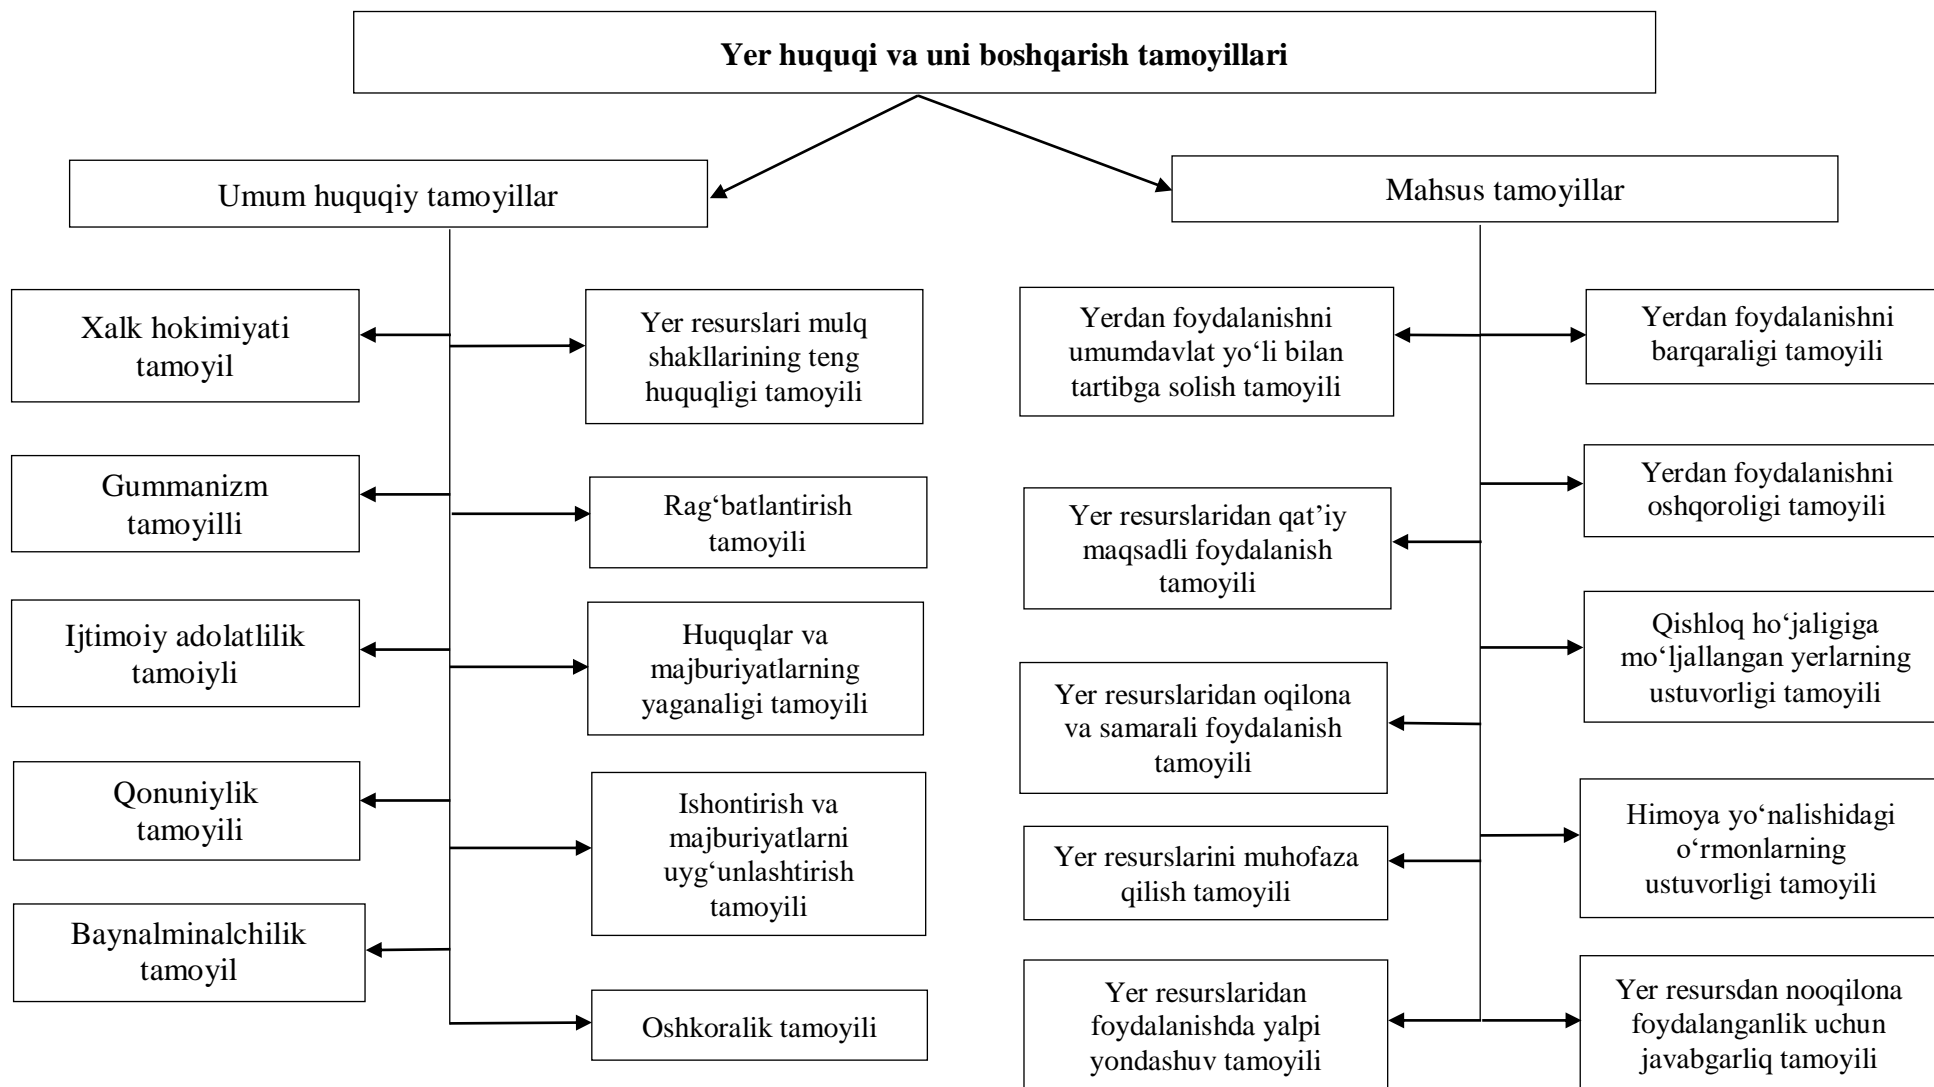 Yer huquqi va uni boshqarish tamoyillari
Umum huquqiy tamoyillar
Mahsus tamoyillar
Xalk hokimiyati
tamoyil
Yer resurslari mulq
shakllarining teng
huquqligi tamoyili
Yerdan foydalanishni
umumdavlat yo‘li bilan
tartibga solish tamoyili
Yerdan foydalanishni
barqaraligi tamoyili
Gummanizm
tamoyilli
Rag‘batlantirish
tamoyili
Yer resurslaridan qat’iy
maqsadli foydalanish
tamoyili
Yerdan foydalanishni
oshqoroligi tamoyili
Ijtimoiy adolatlilik
tamoiyli
Huquqlar va
majburiyatlarning
yaganaligi tamoyili
Yer resurslaridan oqilona
va samarali foydalanish
tamoyili
Qishloq ho‘jaligiga
mo‘ljallangan yerlarning
ustuvorligi tamoyili
Qonuniylik
tamoyili
Ishontirish va
majburiyatlarni
uyg‘unlashtirish
tamoyili
Yer resurslarini muhofaza
qilish tamoyili
Himoya yo‘nalishidagi
o‘rmonlarning
ustuvorligi tamoyili
Baynalminalchilik
tamoyil
Oshkoralik tamoyili
Yer resurslaridan
foydalanishda yalpi
yondashuv tamoyili
Yer resursdan nooqilona
foydalanganlik uchun
javabgarliq tamoyili